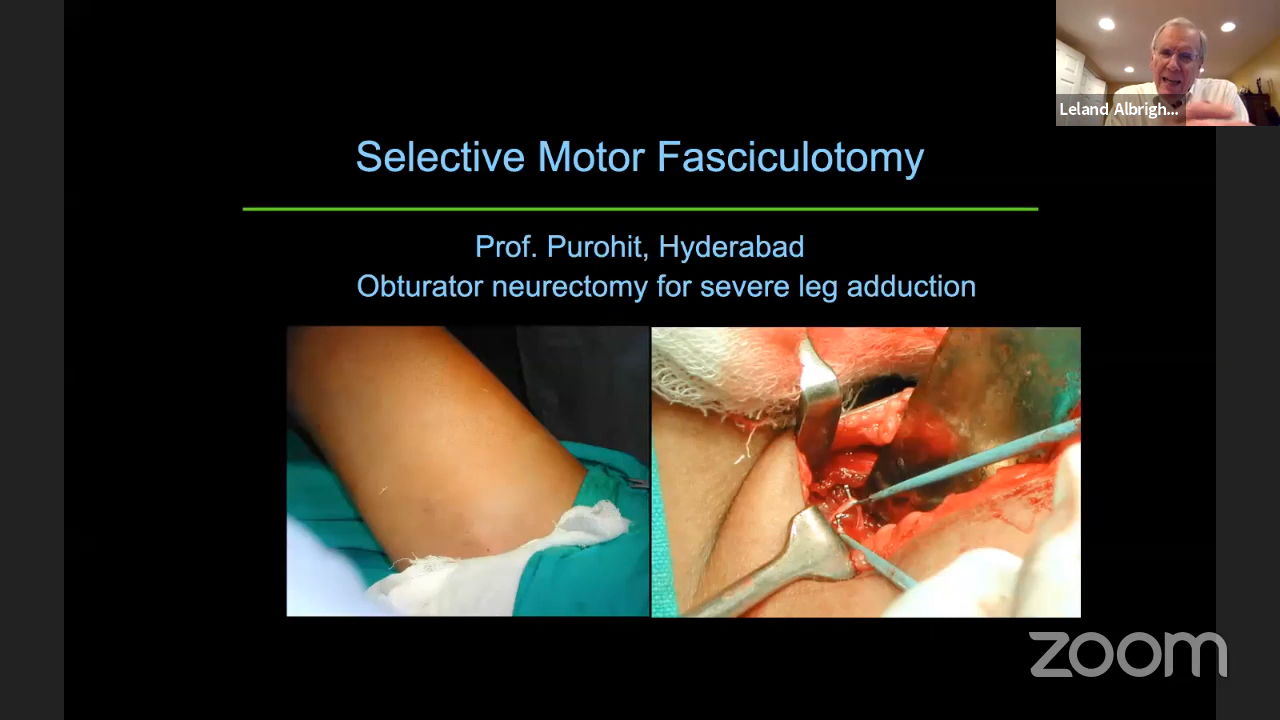 Leland Albrigh...
Selective Motor Fasciculotomy
Prof. Purohit, Hyderabad
Obturator neurectomy for severe leg adduction
zoom